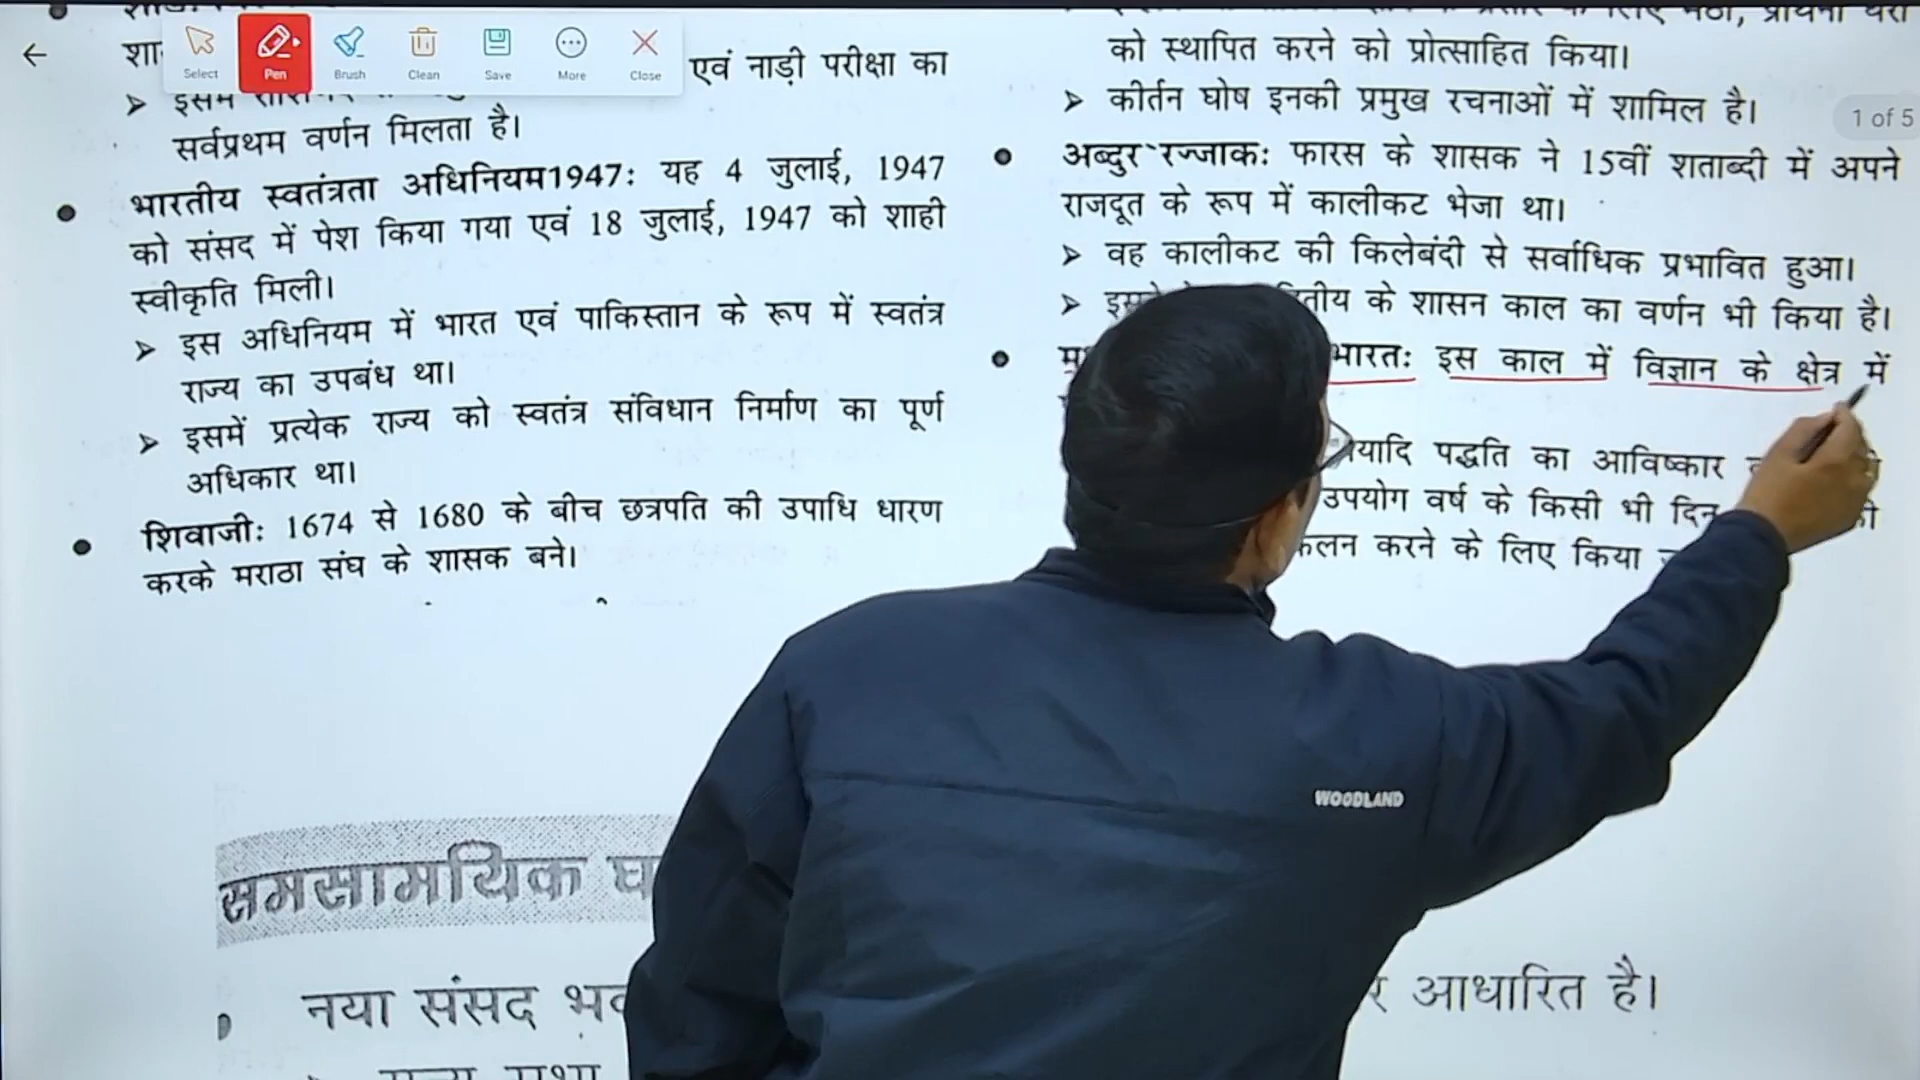 Select Pen Brush Clean Save More Close
1 of 5
एवं नाड़ी परीक्षा का
सर्वप्रथम वर्णन मिलता है।
भारतीय स्वतंत्रता अधिनियम1947: यह 4 जुलाई, 1947
को संसद में पेश किया गया एवं 18 जुलाई, 1947 को शाही
स्वीकृति मिली।
➢ इस अधिनियम में भारत एवं पाकिस्तान के रूप में स्वतंत्र
राज्य का उपबंध था।
➢ इसमें प्रत्येक राज्य को स्वतंत्र संविधान निर्माण का पूर्ण
अधिकार था।
शिवाजी: 1674 से 1680 के बीच छत्रपति की उपाधि धारण
करके मराठा संघ के शासक बने।
को स्थापित करने को प्रोत्साहित किया।
➢ कीर्तन घोष इनकी प्रमुख रचनाओं में शामिल है।
अब्दुर रज्जाक: फारस के शासक ने 15वीं शताब्दी में अपने
राजदूत के रूप में कालीकट भेजा था।
➢ वह कालीकट की किलेबंदी से सर्वाधिक प्रभावित हुआ।
के शासन काल का वर्णन भी किया है।
भारत: इस काल में विज्ञान के क्षेत्र में
पद्धति का आविष्कार
उपयोग वर्ष के किसी भी दिन
करने के लिए किया
समसामयिक
नया संसद
आधारित है।
WOODLAND